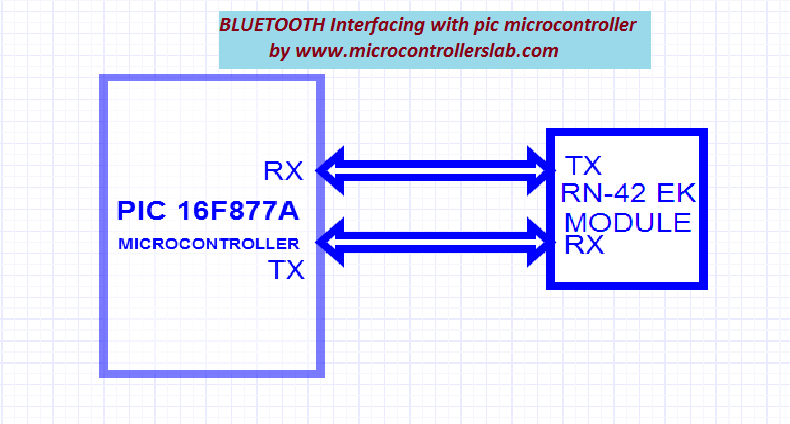 BLUETOOTH Interfacing with pic microcontroller
by www.microcontrollerslab.com
RX
TX
RN-42 EK
PIC 16F877A
MODULE
MICROCONTROLLER
RX
TX